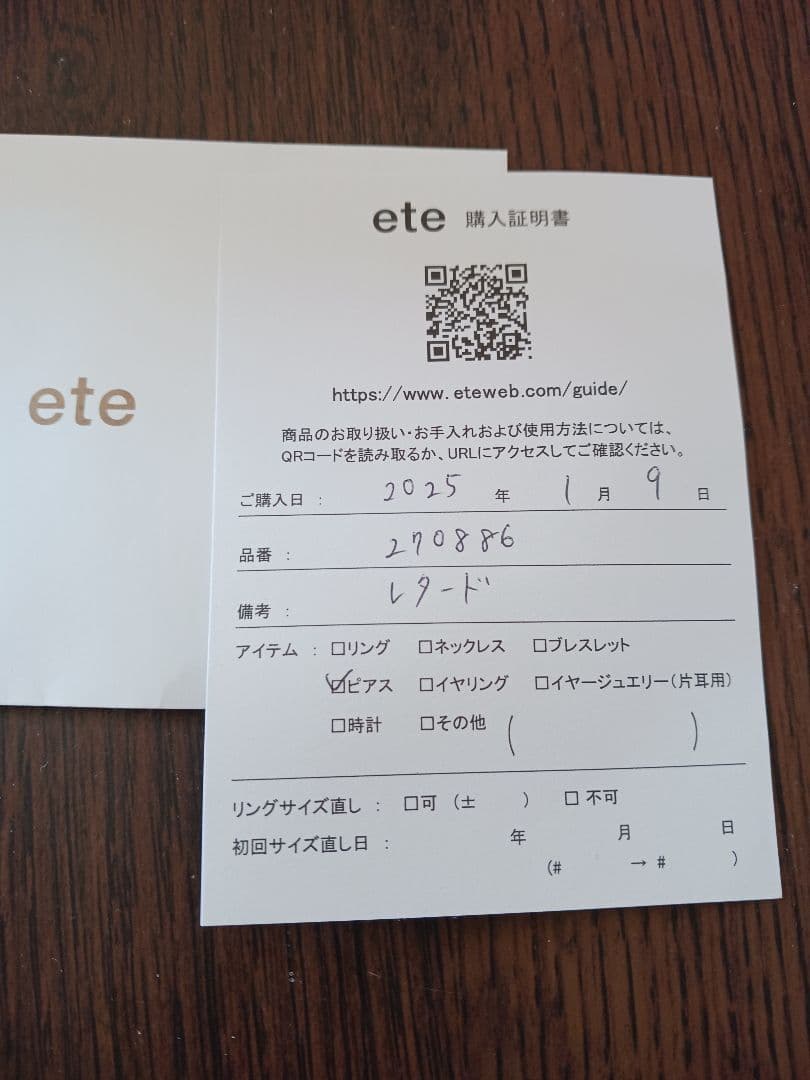 ete
ete 購入証明書
https://www.eteweb.com/guide/
商品のお取り扱い・お手入れおよび使用方法については、
QRコードを読み取るか、URLにアクセスしてご確認ください。
ご購入日 : 2025 年 1 月 9 日
品番 : 270886
備考 : レタード
アイテム : □リング □ネックレス □ブレスレット
☑ピアス □イヤリング □イヤージュエリー(片耳用)
□時計 □その他 ( )
リングサイズ直し : □可 (± ) □ 不可
初回サイズ直し日 : 年 月 日
(# → # )